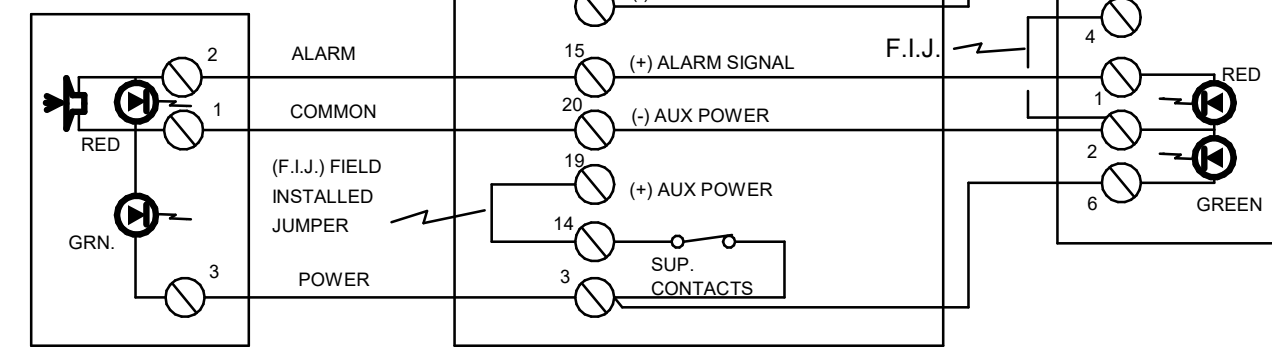 2
ALARM
1
COMMON
RED
(F.I.J.) FIELD
INSTALLED
JUMPER
GRN.
3
POWER
15
(+) ALARM SIGNAL
20
(-) AUX POWER
19
(+) AUX POWER
14
SUP.
CONTACTS
3
F.I.J.
4
1
RED
2
6
GREEN